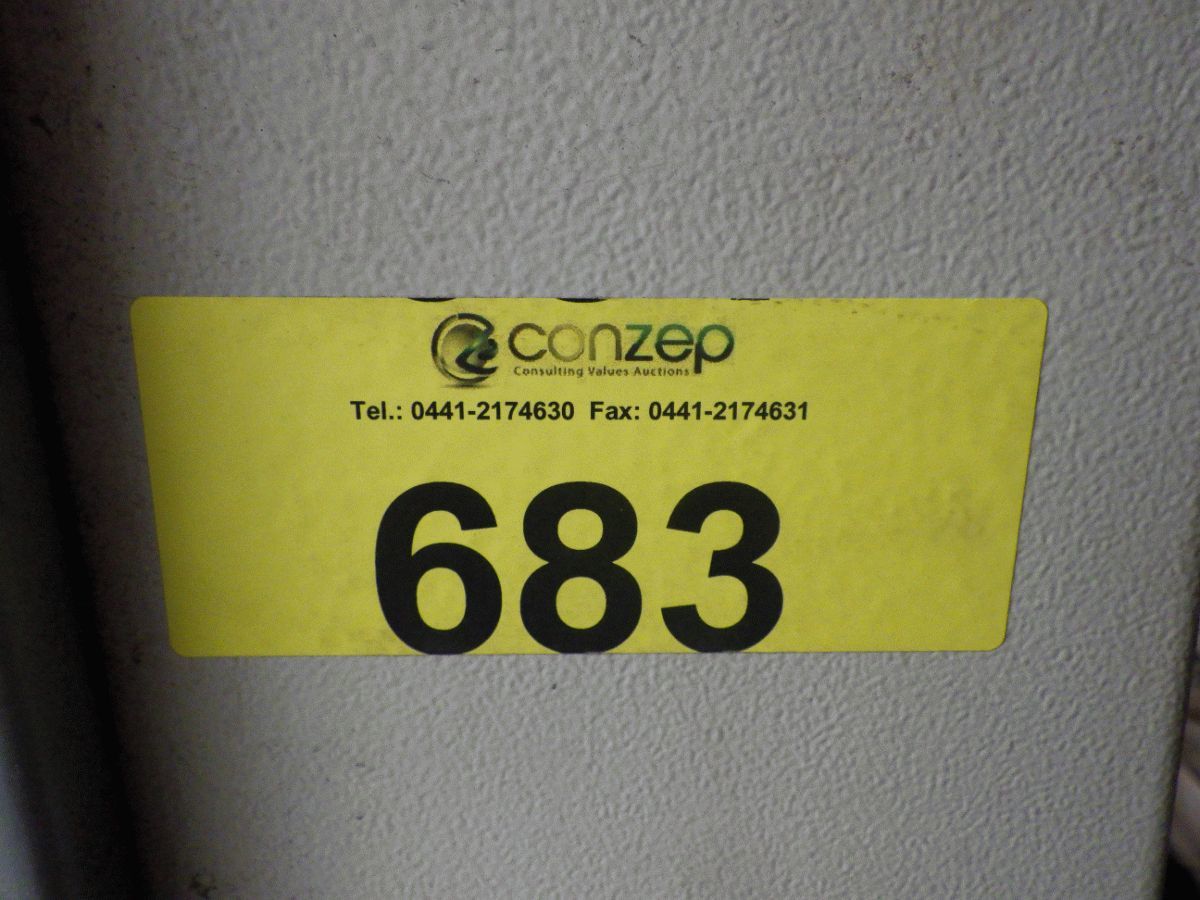 conzep
Consulting Values Auctions
Tel.: 0441-2174630 Fax: 0441-2174631
683